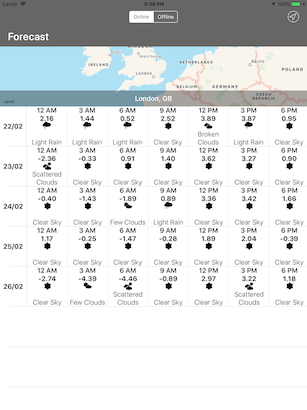 Carrier
6:39 PM
100%
Online Offline
Forecast
IRELAND
Manchester
London
BELGIUM
GERMANY
POLAND
CZECH
REPUBLIC
DATE London, GB
12 AM 3 AM 6 AM 9 AM 12 PM 3 PM 6 PM
22/02 2.16 1.44 0.52 2.52 3.89 3.87 0.95
Light Rain Light Rain Light Rain Clear Sky Broken Clouds Light Rain Clear Sky
12 AM 3 AM 6 AM 9 AM 12 PM 3 PM 6 PM
23/02 -2.36 -0.33 0.91 1.40 3.62 3.27 0.90
Scattered Clouds Clear Sky Clear Sky Clear Sky Clear Sky Clear Sky Clear Sky
12 AM 3 AM 6 AM 9 AM 12 PM 3 PM 6 PM
24/02 -0.40 -1.43 -1.89 0.89 3.36 3.42 1.66
Clear Sky Clear Sky Few Clouds Light Rain Clear Sky Clear Sky Clear Sky
12 AM 3 AM 6 AM 9 AM 12 PM 3 PM 6 PM
25/02 1.17 -0.25 -1.47 -0.28 1.89 2.04 -0.39
Clear Sky Clear Sky Clear Sky Clear Sky Clear Sky Clear Sky Clear Sky
12 AM 3 AM 6 AM 9 AM 12 PM 3 PM 6 PM
26/02 -2.74 -4.39 -4.46 -0.89 2.97 3.22 1.18
Clear Sky Few Clouds Scattered Clouds Clear Sky Clear Sky Scattered Clouds Clear Sky